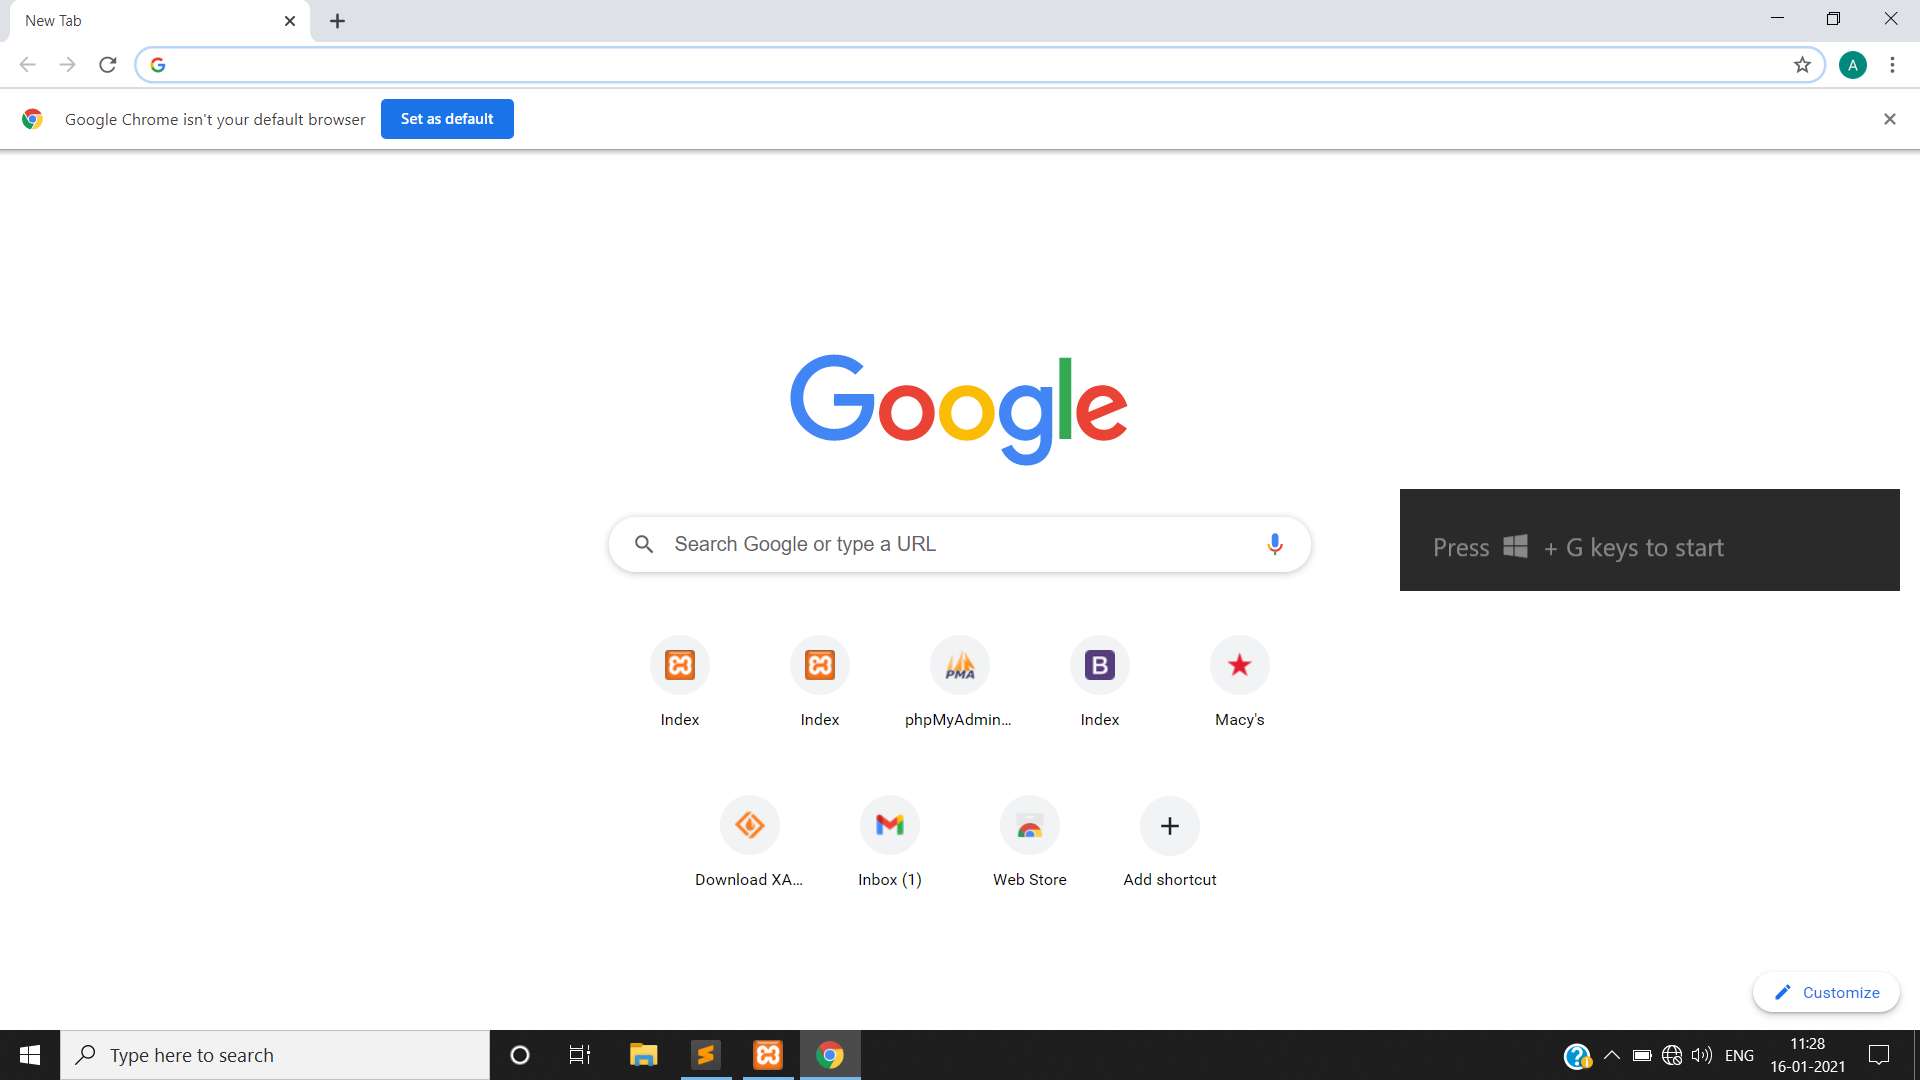 New Tab
Google Chrome isn't your default browser
Set as default
A
Google
Search Google or type a URL
Press + G keys to start
Index
Index
PMA
phpMyAdmin...
B
Index
Macy's
Download XA...
Inbox (1)
Web Store
Add shortcut
Customize
Type here to search
ENG
11:28
16-01-2021